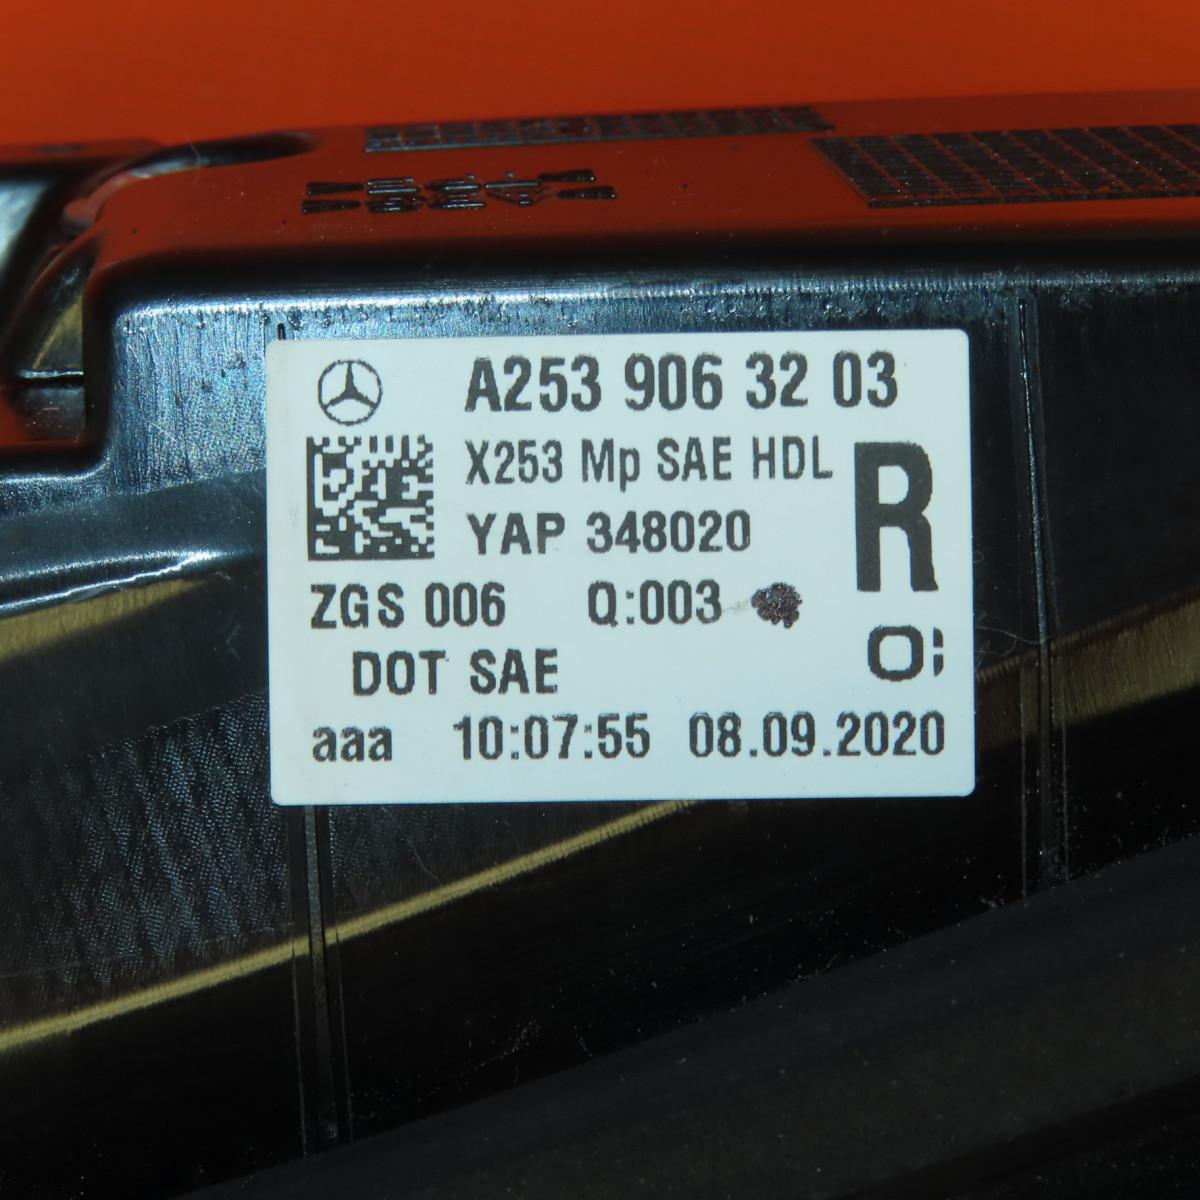 A253 906 32 03
X253 Mp SAE HDL
R
YAP 348020
ZGS 006 Q:003
DOT SAE
aaa 10:07:55 08.09.2020